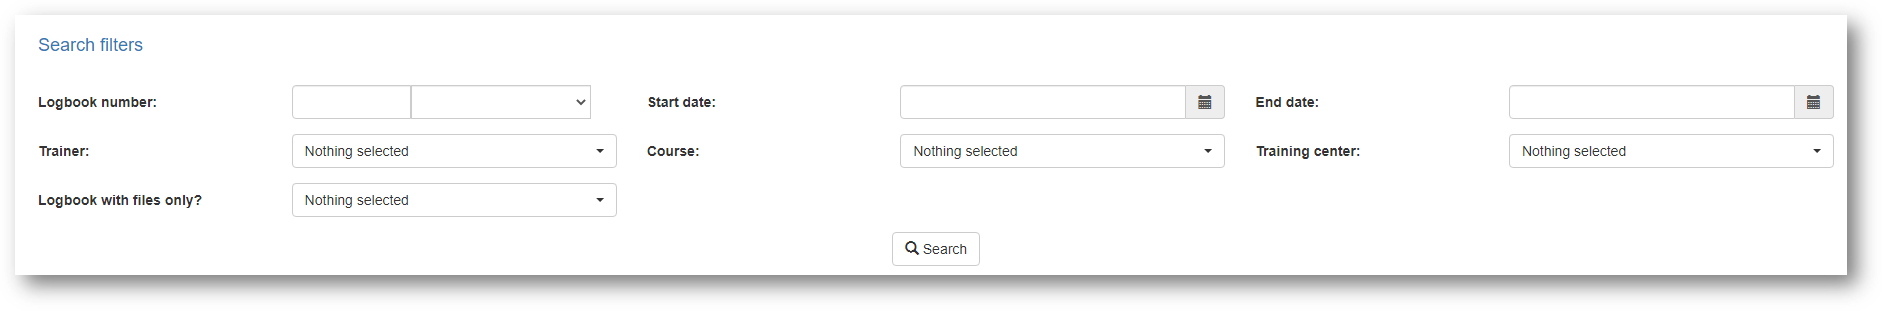 Search filters
Logbook number: Start date: End date:
Trainer: Nothing selected Course: Nothing selected Training center: Nothing selected
Logbook with files only? Nothing selected
Search